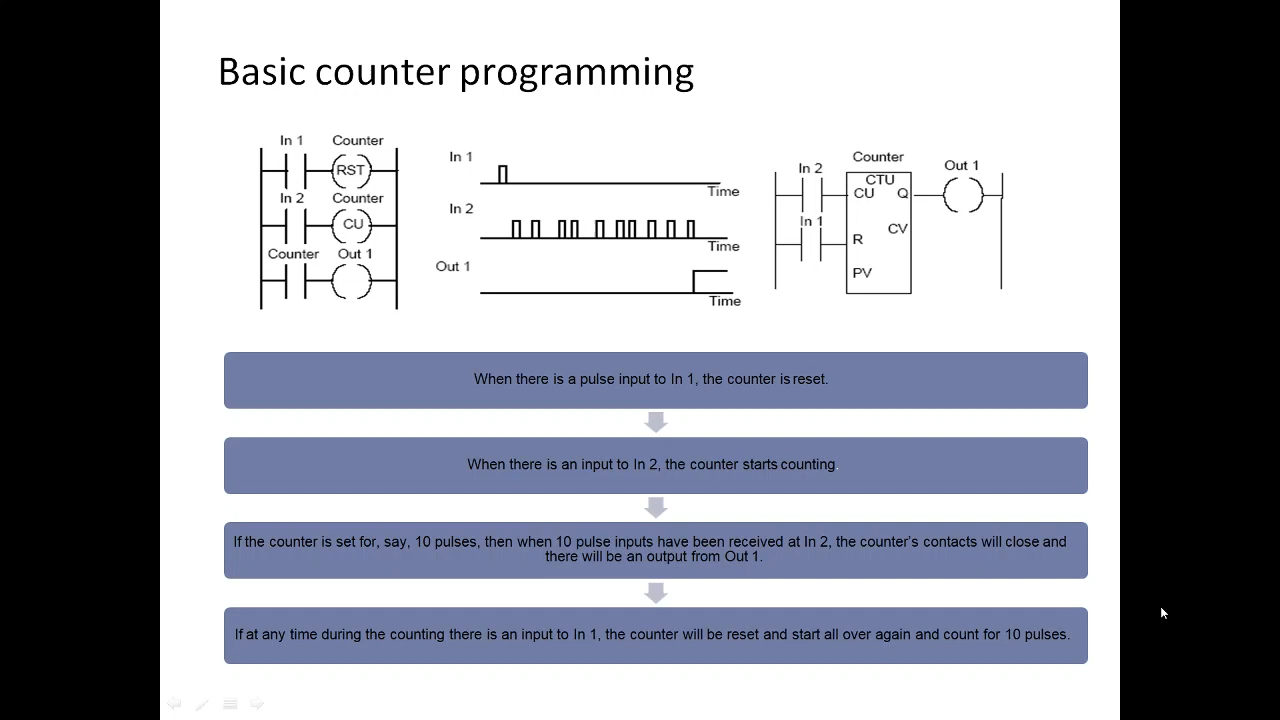 Basic counter programming
In 1 Counter
RST
In 2 Counter
CU
Counter Out 1
In 1
Time
In 2
Time
Out 1
Time
Counter
In 2
Out 1
CTU
CU Q
In 1
CV
R
PV
When there is a pulse input to In 1, the counter is reset.
When there is an input to In 2, the counter starts counting.
If the counter is set for, say, 10 pulses, then when 10 pulse inputs have been received at In 2, the counter's contacts will close and
there will be an output from Out 1.
If at any time during the counting there is an input to In 1, the counter will be reset and start all over again and count for 10 pulses.